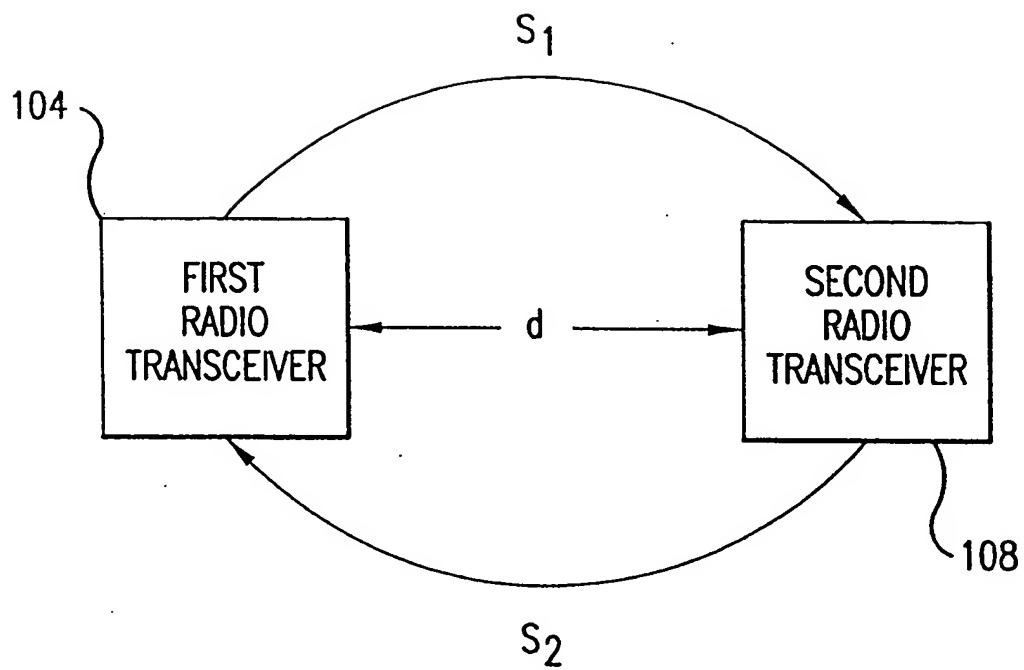 S1
104
FIRST
RADIO
TRANSCEIVER
d
SECOND
RADIO
TRANSCEIVER
108
S2